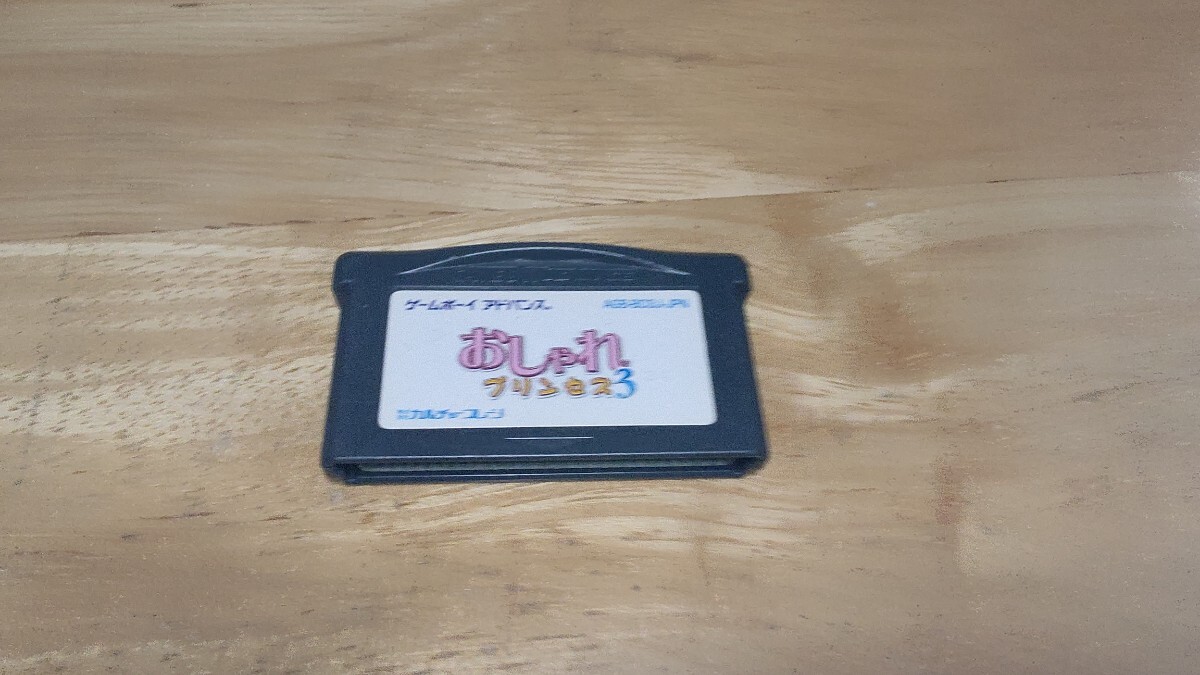 ゲームボーイ アドバンス
おしゃれ
プリンセス3
カルチャーブレーン